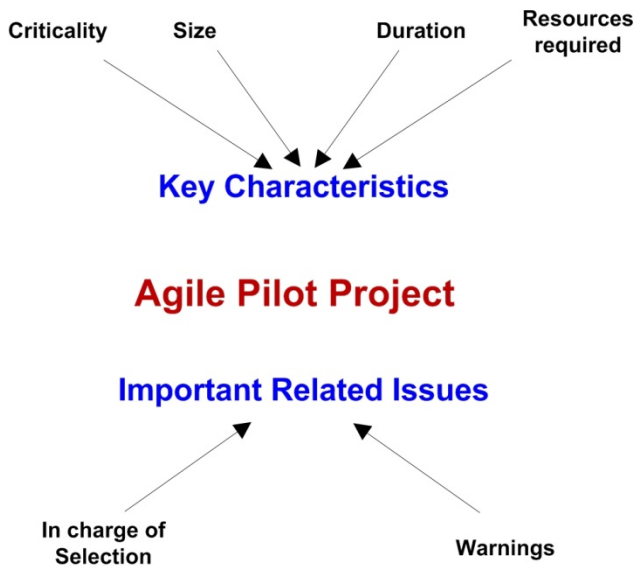 Criticality
Size
Duration
Resources
required
Key Characteristics
Agile Pilot Project
Important Related Issues
In charge of
Selection
Warnings